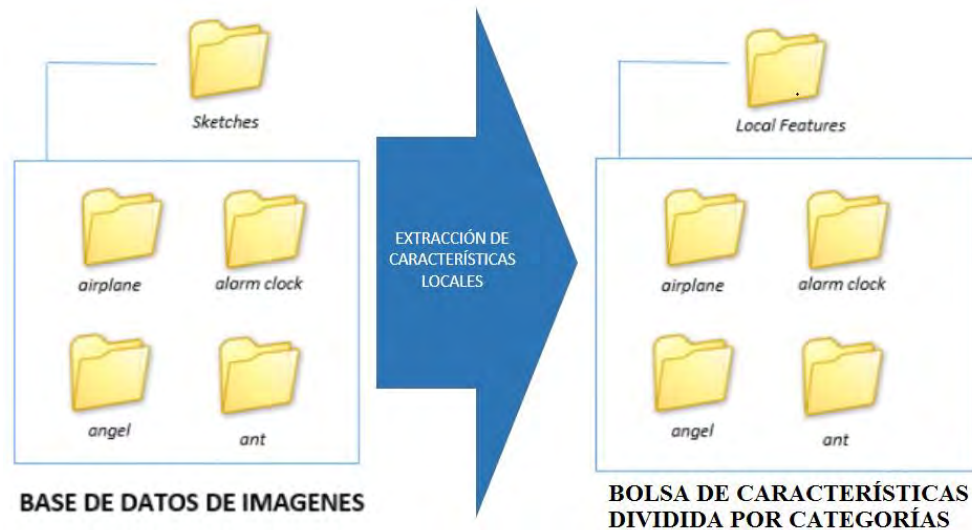 Sketches
airplane
alarm clock
angel
ant
BASE DE DATOS DE IMAGENES
EXTRACCIÓN DE
CARACTERÍSTICAS
LOCALES
Local Features
airplane
alarm clock
angel
ant
BOLSA DE CARACTERÍSTICAS
DIVIDIDA POR CATEGORÍAS